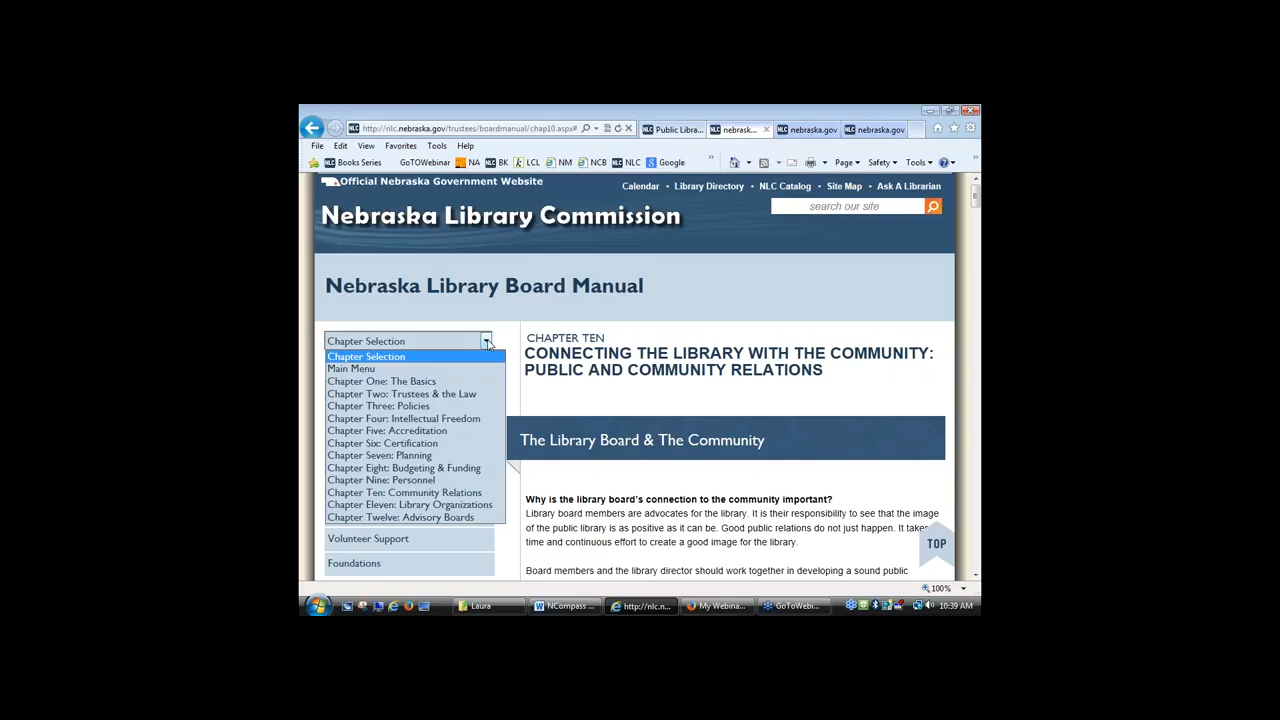 http://nlc.nebraska.gov/trustees/boardmanual/chap10.aspx#
Public Libra...
nebrask...
nebraska.gov
nebraska.gov
File Edit View Favorites Tools Help
Books Series GoTOWebinar NA BK LCL NM NCB NLC Google Page Safety Tools
Official Nebraska Government Website
Calendar • Library Directory • NLC Catalog • Site Map • Ask A Librarian
Nebraska Library Commission
search our site
Nebraska Library Board Manual
Chapter Selection
Chapter Selection
Main Menu
Chapter One: The Basics
Chapter Two: Trustees & the Law
Chapter Three: Policies
Chapter Four: Intellectual Freedom
Chapter Five: Accreditation
Chapter Six: Certification
Chapter Seven: Planning
Chapter Eight: Budgeting & Funding
Chapter Nine: Personnel
Chapter Ten: Community Relations
Chapter Eleven: Library Organizations
Chapter Twelve: Advisory Boards
Volunteer Support
Foundations
CHAPTER TEN
CONNECTING THE LIBRARY WITH THE COMMUNITY:
PUBLIC AND COMMUNITY RELATIONS
The Library Board & The Community
Why is the library board's connection to the community important?
Library board members are advocates for the library. It is their responsibility to see that the image
of the public library is as positive as it can be. Good public relations do not just happen. It takes
time and continuous effort to create a good image for the library.
TOP
Board members and the library director should work together in developing a sound public
100%
Laura
NCompass ...
http://nlc.n...
My Webina...
GoToWebi...
10:39 AM